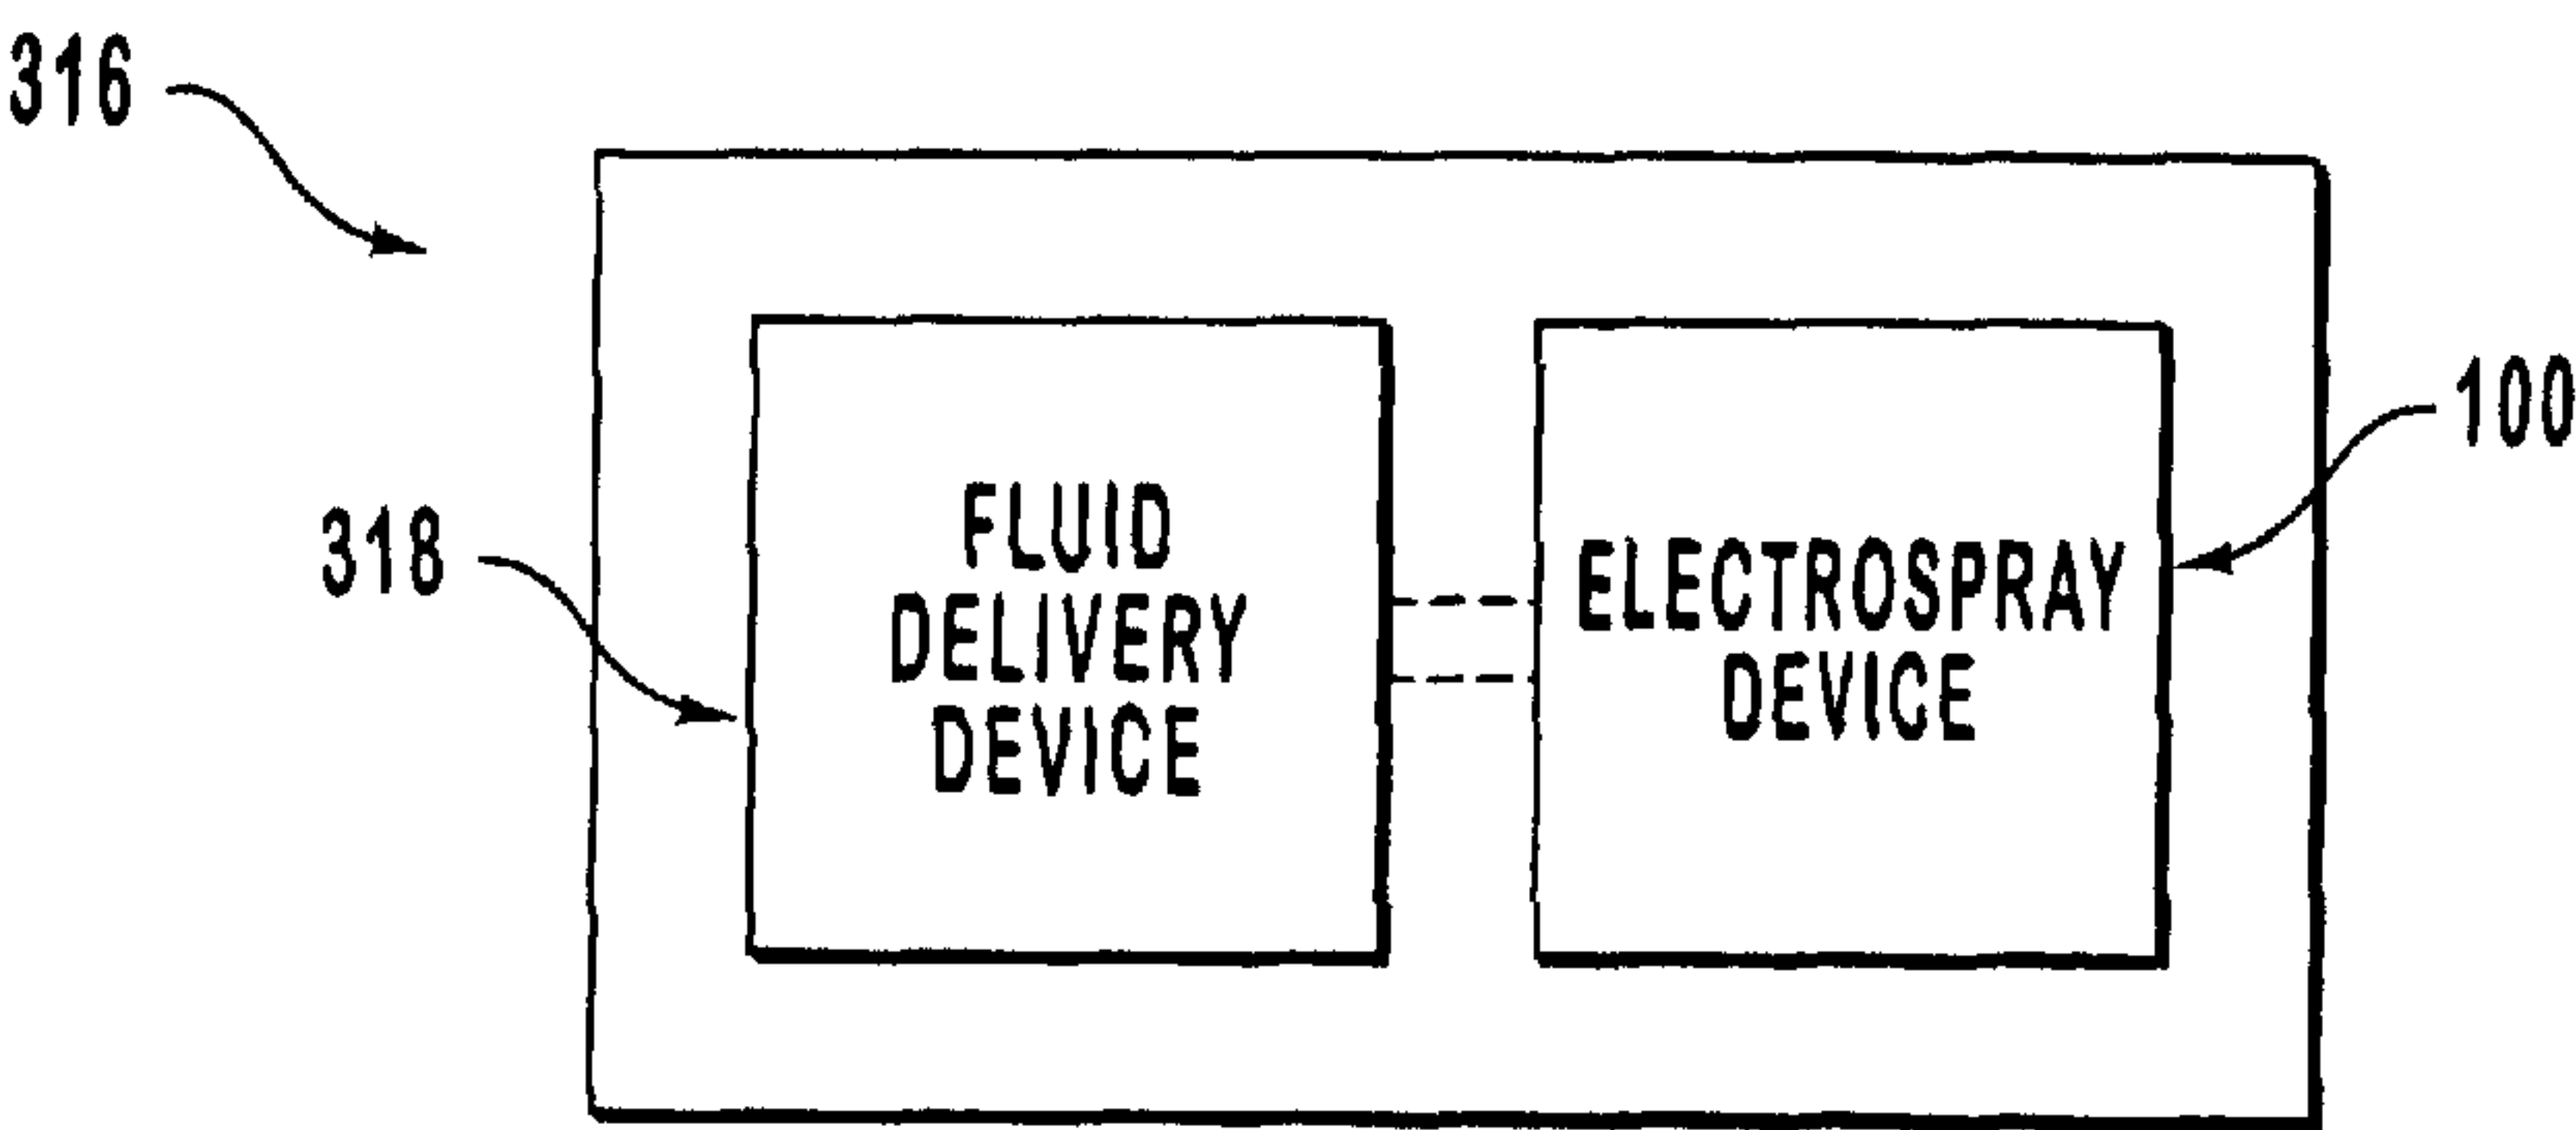 316
318
FLUID
DELIVERY
DEVICE
ELECTROSPRAY
DEVICE
100